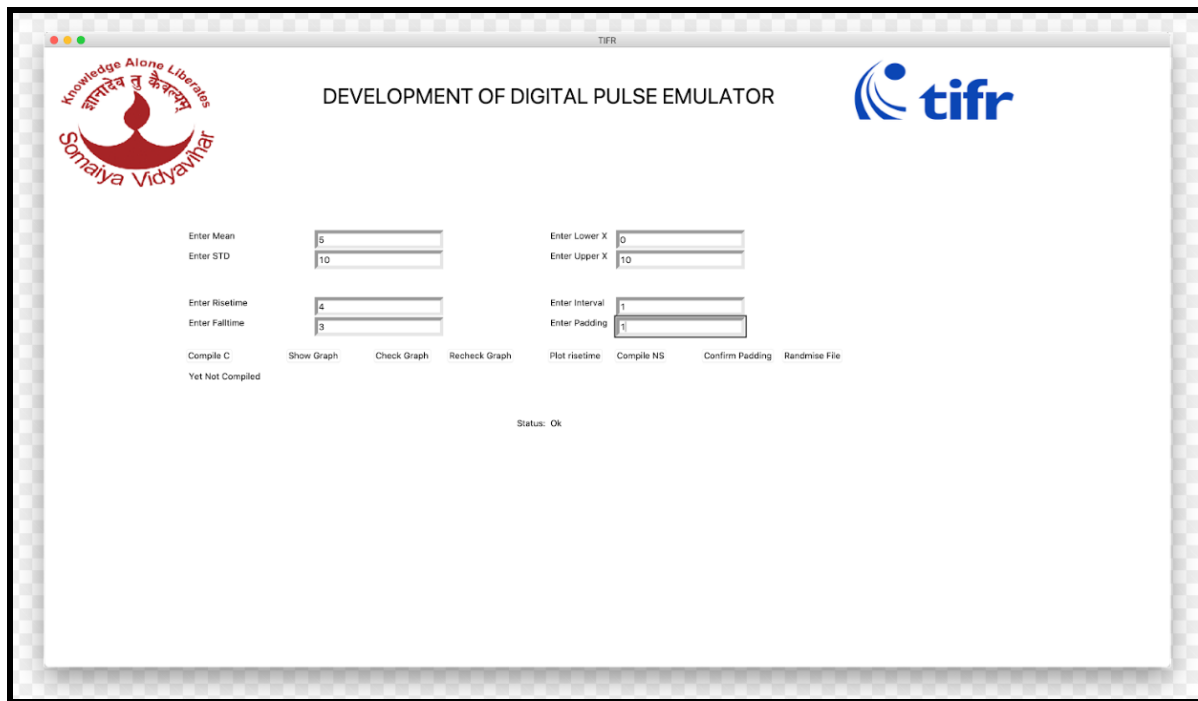 TIFR
Knowledge Alone Liberates
ज्ञानादेव तु कैवल्यम्
Somaiya Vidyavihar
DEVELOPMENT OF DIGITAL PULSE EMULATOR
tifr
Enter Mean 5 Enter Lower X 0
Enter STD 10 Enter Upper X 10
Enter Risetime 4 Enter Interval 1
Enter Falltime 3 Enter Padding 1
Compile C Show Graph Check Graph Recheck Graph Plot risetime Compile NS Confirm Padding Randmise File
Yet Not Compiled
Status: Ok